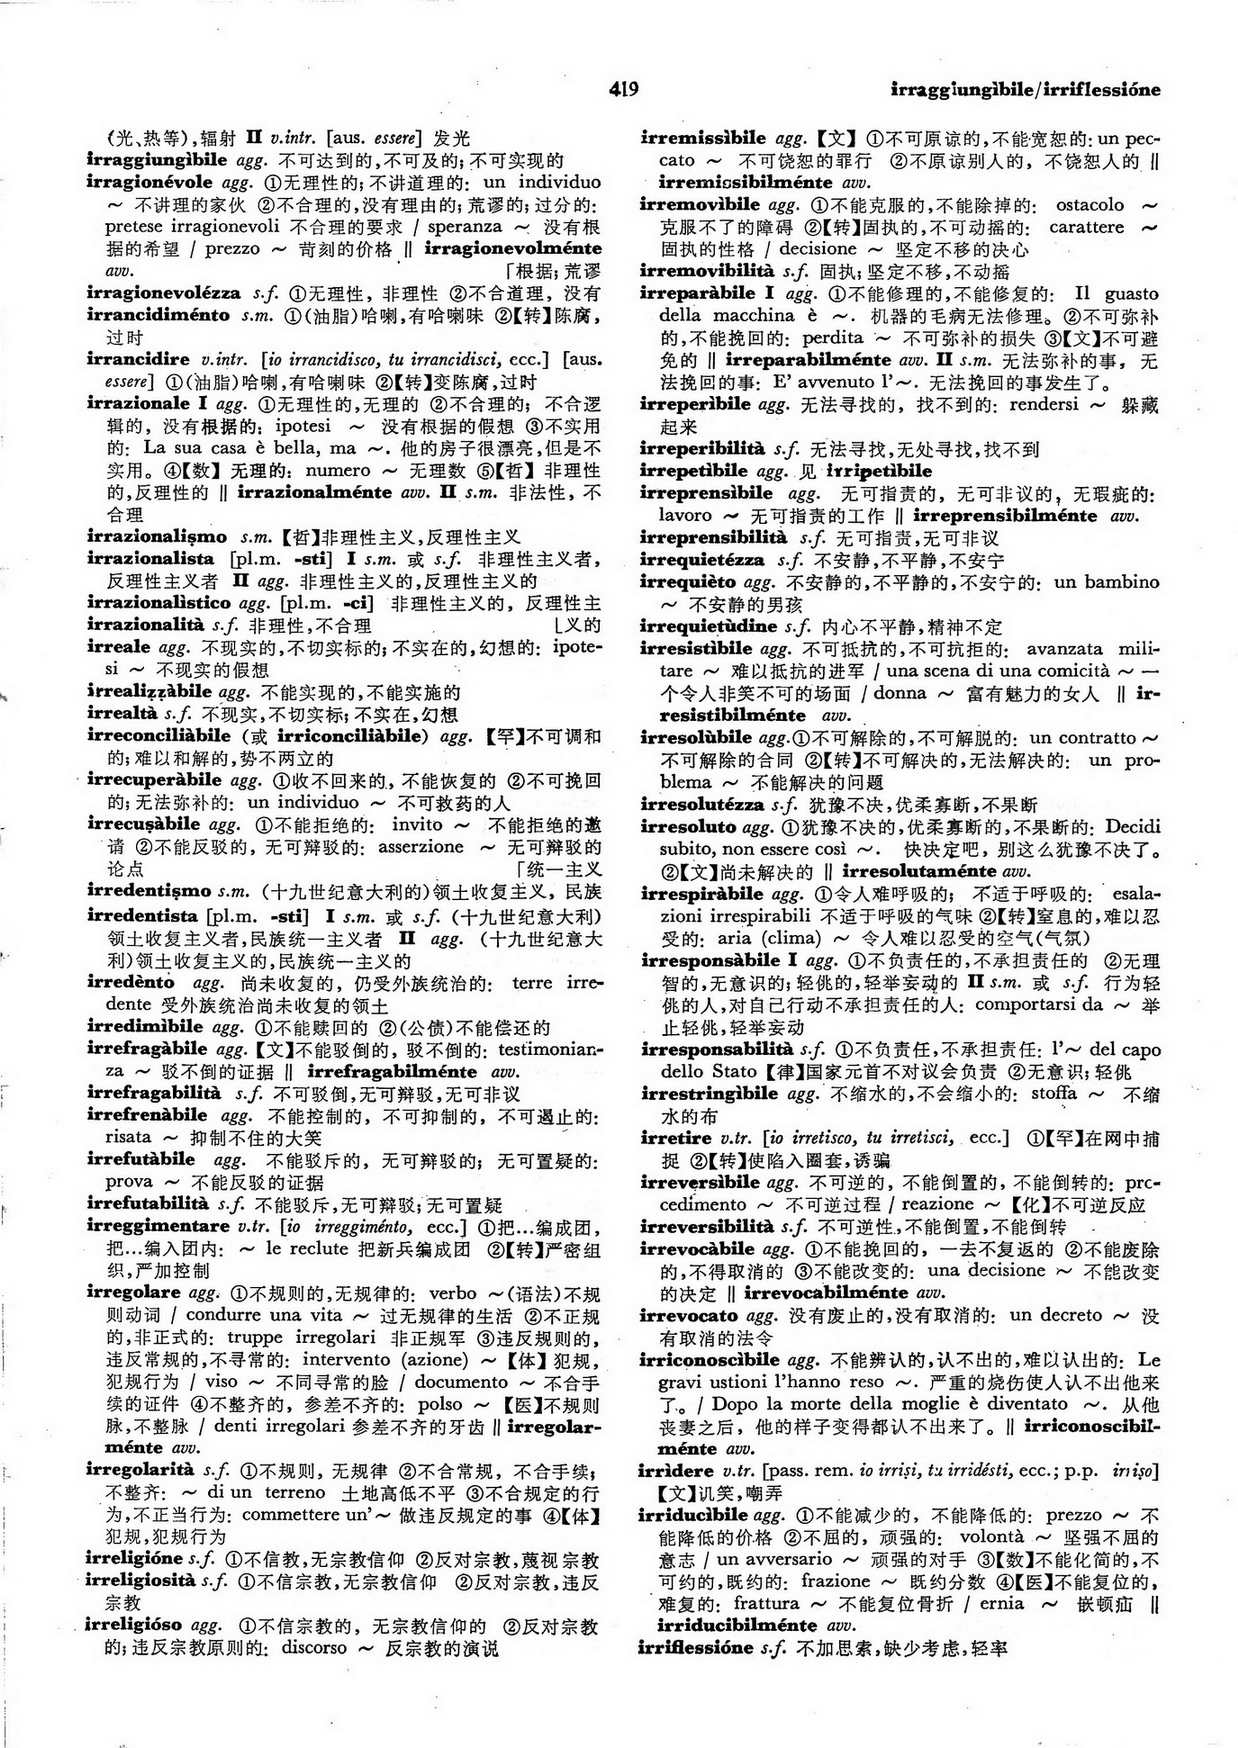 419
irraggiungìbile/irriflessióne
(光、热等),辐射 II v.intr. [aus. essere] 发光
irraggiungìbile agg. 不可达到的,不可及的; 不可实现的
irragionévole agg. ①无理性的; 不讲道理的: un individuo
～ 不讲理的家伙 ②不合理的,没有理由的; 荒谬的; 过分的:
pretese irragionevoli 不合理的要求 / speranza ～ 没有根
据的希望 / prezzo ～ 苛刻的价格 ‖ irragionevolménte
avv. 「根据; 荒谬
irragionevolézza s.f. ①无理性, 非理性 ②不合道理, 没有
irrancidiménto s.m. ①(油脂)哈喇,有哈喇味 ②【转】陈腐,
过时
irrancidire v.intr. [io irrancidisco, tu irrancidisci, ecc.] [aus.
essere] ①(油脂)哈喇,有哈喇味 ②【转】变陈腐,过时
irrazionale I agg. ①无理性的,无理的 ②不合理的; 不合逻
辑的, 没有根据的: ipotesi ～ 没有根据的假想 ③不实用
的: La sua casa è bella, ma ～. 他的房子很漂亮,但是不
实用。④【数】无理的: numero ～ 无理数 ⑤【哲】非理性
的,反理性的 ‖ irrazionalménte avv. II s.m. 非法性, 不
合理
irrazionaliṣmo s.m. 【哲】非理性主义,反理性主义
irrazionalista [pl.m. -sti] I s.m. 或 s.f. 非理性主义者,
反理性主义者 II agg. 非理性主义的,反理性主义的
irrazionalìstico agg. [pl.m. -ci] 非理性主义的, 反理性主
irrazionalità s.f. 非理性,不合理 ⌊义的
irreale agg. 不现实的,不切实标的; 不实在的,幻想的: ipote-
si ～ 不现实的假想
irrealiẓẓàbile agg. 不能实现的,不能实施的
irrealtà s.f. 不现实,不切实标; 不实在,幻想
irreconciliàbile (或 irriconciliàbile) agg. 【罕】不可调和
的; 难以和解的,势不两立的
irrecuperàbile agg. ①收不回来的, 不能恢复的 ②不可挽回
的; 无法弥补的: un individuo ～ 不可救药的人
irrecuṣàbile agg. ①不能拒绝的: invito ～ 不能拒绝的邀
请 ②不能反驳的, 无可辩驳的: asserzione ～ 无可辩驳的
论点 「统一主义
irredentiṣmo s.m. (十九世纪意大利的)领土收复主义, 民族
irredentista [pl.m. -sti] I s.m. 或 s.f. (十九世纪意大利)
领土收复主义者,民族统一主义者 II agg. (十九世纪意大
利)领土收复主义的,民族统一主义的
irredènto agg. 尚未收复的, 仍受外族统治的: terre irre-
dente 受外族统治尚未收复的领土
irredimìbile agg. ①不能赎回的 ②(公债)不能偿还的
irrefragàbile agg. 【文】不能驳倒的, 驳不倒的: testimonian-
za ～ 驳不倒的证据 ‖ irrefragabilménte avv.
irrefragabilità s.f. 不可驳倒,无可辩驳,无可非议
irrefrenàbile agg. 不能控制的, 不可抑制的, 不可遏止的:
risata ～ 抑制不住的大笑
irrefutàbile agg. 不能驳斥的, 无可辩驳的; 无可置疑的:
prova ～ 不能反驳的证据
irrefutabilità s.f. 不能驳斥,无可辩驳; 无可置疑
irreggimentare v.tr. [io irreggiménto, ecc.] ①把…编成团,
把…编入团内: ～ le reclute 把新兵编成团 ②【转】严密组
织,严加控制
irregolare agg. ①不规则的,无规律的: verbo ～(语法)不规
则动词 / condurre una vita ～ 过无规律的生活 ②不正规
的,非正式的: truppe irregolari 非正规军 ③违反规则的,
违反常规的,不寻常的: intervento (azione) ～【体】犯规,
犯规行为 / viso ～ 不同寻常的脸 / documento ～ 不合手
续的证件 ④不整齐的, 参差不齐的: polso ～ 【医】不规则
脉,不整脉 / denti irregolari 参差不齐的牙齿 ‖ irregolar-
ménte avv.
irregolarità s.f. ①不规则, 无规律 ②不合常规, 不合手续;
不整齐: ～ di un terreno 土地高低不平 ③不合规定的行
为,不正当行为: commettere un'～ 做违反规定的事 ④【体】
犯规,犯规行为
irreligióne s.f. ①不信教,无宗教信仰 ②反对宗教,蔑视宗教
irreligiosità s.f. ①不信宗教,无宗教信仰 ②反对宗教,违反
宗教
irreligióso agg. ①不信宗教的, 无宗教信仰的 ②反对宗教
的; 违反宗教原则的: discorso ～ 反宗教的演说
irremissìbile agg. 【文】①不可原谅的,不能宽恕的: un pec-
cato ～ 不可饶恕的罪行 ②不原谅别人的, 不饶恕人的 ‖
irremissibilménte avv.
irremovìbile agg. ①不能克服的,不能除掉的: ostacolo ～
克服不了的障碍 ②【转】固执的,不可动摇的: carattere ～
固执的性格 / decisione ～ 坚定不移的决心
irremovibilità s.f. 固执; 坚定不移,不动摇
irreparàbile I agg. ①不能修理的,不能修复的: Il guasto
della macchina è ～. 机器的毛病无法修理。②不可弥补
的,不能挽回的: perdita ～ 不可弥补的损失 ③【文】不可避
免的 ‖ irreparabilménte avv. II s.m. 无法弥补的事, 无
法挽回的事: E' avvenuto l'～. 无法挽回的事发生了。
irreperìbile agg. 无法寻找的, 找不到的: rendersi ～ 躲藏
起来
irreperibilità s.f. 无法寻找,无处寻找,找不到
irrepetìbile agg. 见 irripetìbile
irreprensìbile agg. 无可指责的, 无可非议的, 无瑕疵的:
lavoro ～ 无可指责的工作 ‖ irreprensibilménte avv.
irreprensibilità s.f. 无可指责,无可非议
irrequietézza s.f. 不安静,不平静,不安宁
irrequièto agg. 不安静的,不平静的,不安宁的: un bambino
～ 不安静的男孩
irrequietùdine s.f. 内心不平静,精神不定
irresistìbile agg. 不可抵抗的,不可抗拒的: avanzata mili-
tare ～ 难以抵抗的进军 / una scena di una comicità ～ 一
个令人非笑不可的场面 / donna ～ 富有魅力的女人 ‖ ir-
resistibilménte avv.
irresolùbile agg.①不可解除的,不可解脱的: un contratto ～
不可解除的合同 ②【转】不可解决的,无法解决的: un pro-
blema ～ 不能解决的问题
irresolutézza s.f. 犹豫不决,优柔寡断,不果断
irresoluto agg. ①犹豫不决的,优柔寡断的,不果断的: Decidi
subito, non essere così ～. 快决定吧, 别这么犹豫不决了。
②【文】尚未解决的 ‖ irresolutaménte avv.
irrespiràbile agg. ①令人难呼吸的; 不适于呼吸的: esala-
zioni irrespirabili 不适于呼吸的气味 ②【转】窒息的,难以忍
受的: aria (clima) ～ 令人难以忍受的空气(气氛)
irresponsàbile I agg. ①不负责任的,不承担责任的 ②无理
智的,无意识的; 轻佻的,轻举妄动的 II s.m. 或 s.f. 行为轻
佻的人,对自己行动不承担责任的人: comportarsi da ～ 举
止轻佻,轻举妄动
irresponsabilità s.f. ①不负责任,不承担责任: l'～ del capo
dello Stato 【律】国家元首不对议会负责 ②无意识; 轻佻
irrestringìbile agg. 不缩水的,不会缩小的: stoffa ～ 不缩
水的布
irretire v.tr. [io irretisco, tu irretisci, ecc.] ①【罕】在网中捕
捉 ②【转】使陷入圈套,诱骗
irreversìbile agg. 不可逆的, 不能倒置的, 不能倒转的: pro-
cedimento ～ 不可逆过程 / reazione ～ 【化】不可逆反应
irreversibilità s.f. 不可逆性,不能倒置,不能倒转
irrevocàbile agg. ①不能挽回的, 一去不复返的 ②不能废除
的,不得取消的 ③不能改变的: una decisione ～ 不能改变
的决定 ‖ irrevocabilménte avv.
irrevocato agg. 没有废止的,没有取消的: un decreto ～ 没
有取消的法令
irriconoscìbile agg. 不能辨认的,认不出的,难以认出的: Le
gravi ustioni l'hanno reso ～. 严重的烧伤使人认不出他来
了。/ Dopo la morte della moglie è diventato ～. 从他
丧妻之后, 他的样子变得都认不出来了。‖ irriconoscibil-
ménte avv.
irrìdere v.tr. [pass. rem. io irriṣi, tu irridésti, ecc.; p.p. irriṣo]
【文】讥笑,嘲弄
irriducìbile agg. ①不能减少的, 不能降低的: prezzo ～ 不
能降低的价格 ②不屈的, 顽强的: volontà ～ 坚强不屈的
意志 / un avversario ～ 顽强的对手 ③【数】不能化简的,不
可约的,既约的: frazione ～ 既约分数 ④【医】不能复位的,
难复的: frattura ～ 不能复位骨折 / ernia ～ 嵌顿疝 ‖
irriducibilménte avv.
irriflessióne s.f. 不加思索,缺少考虑,轻率